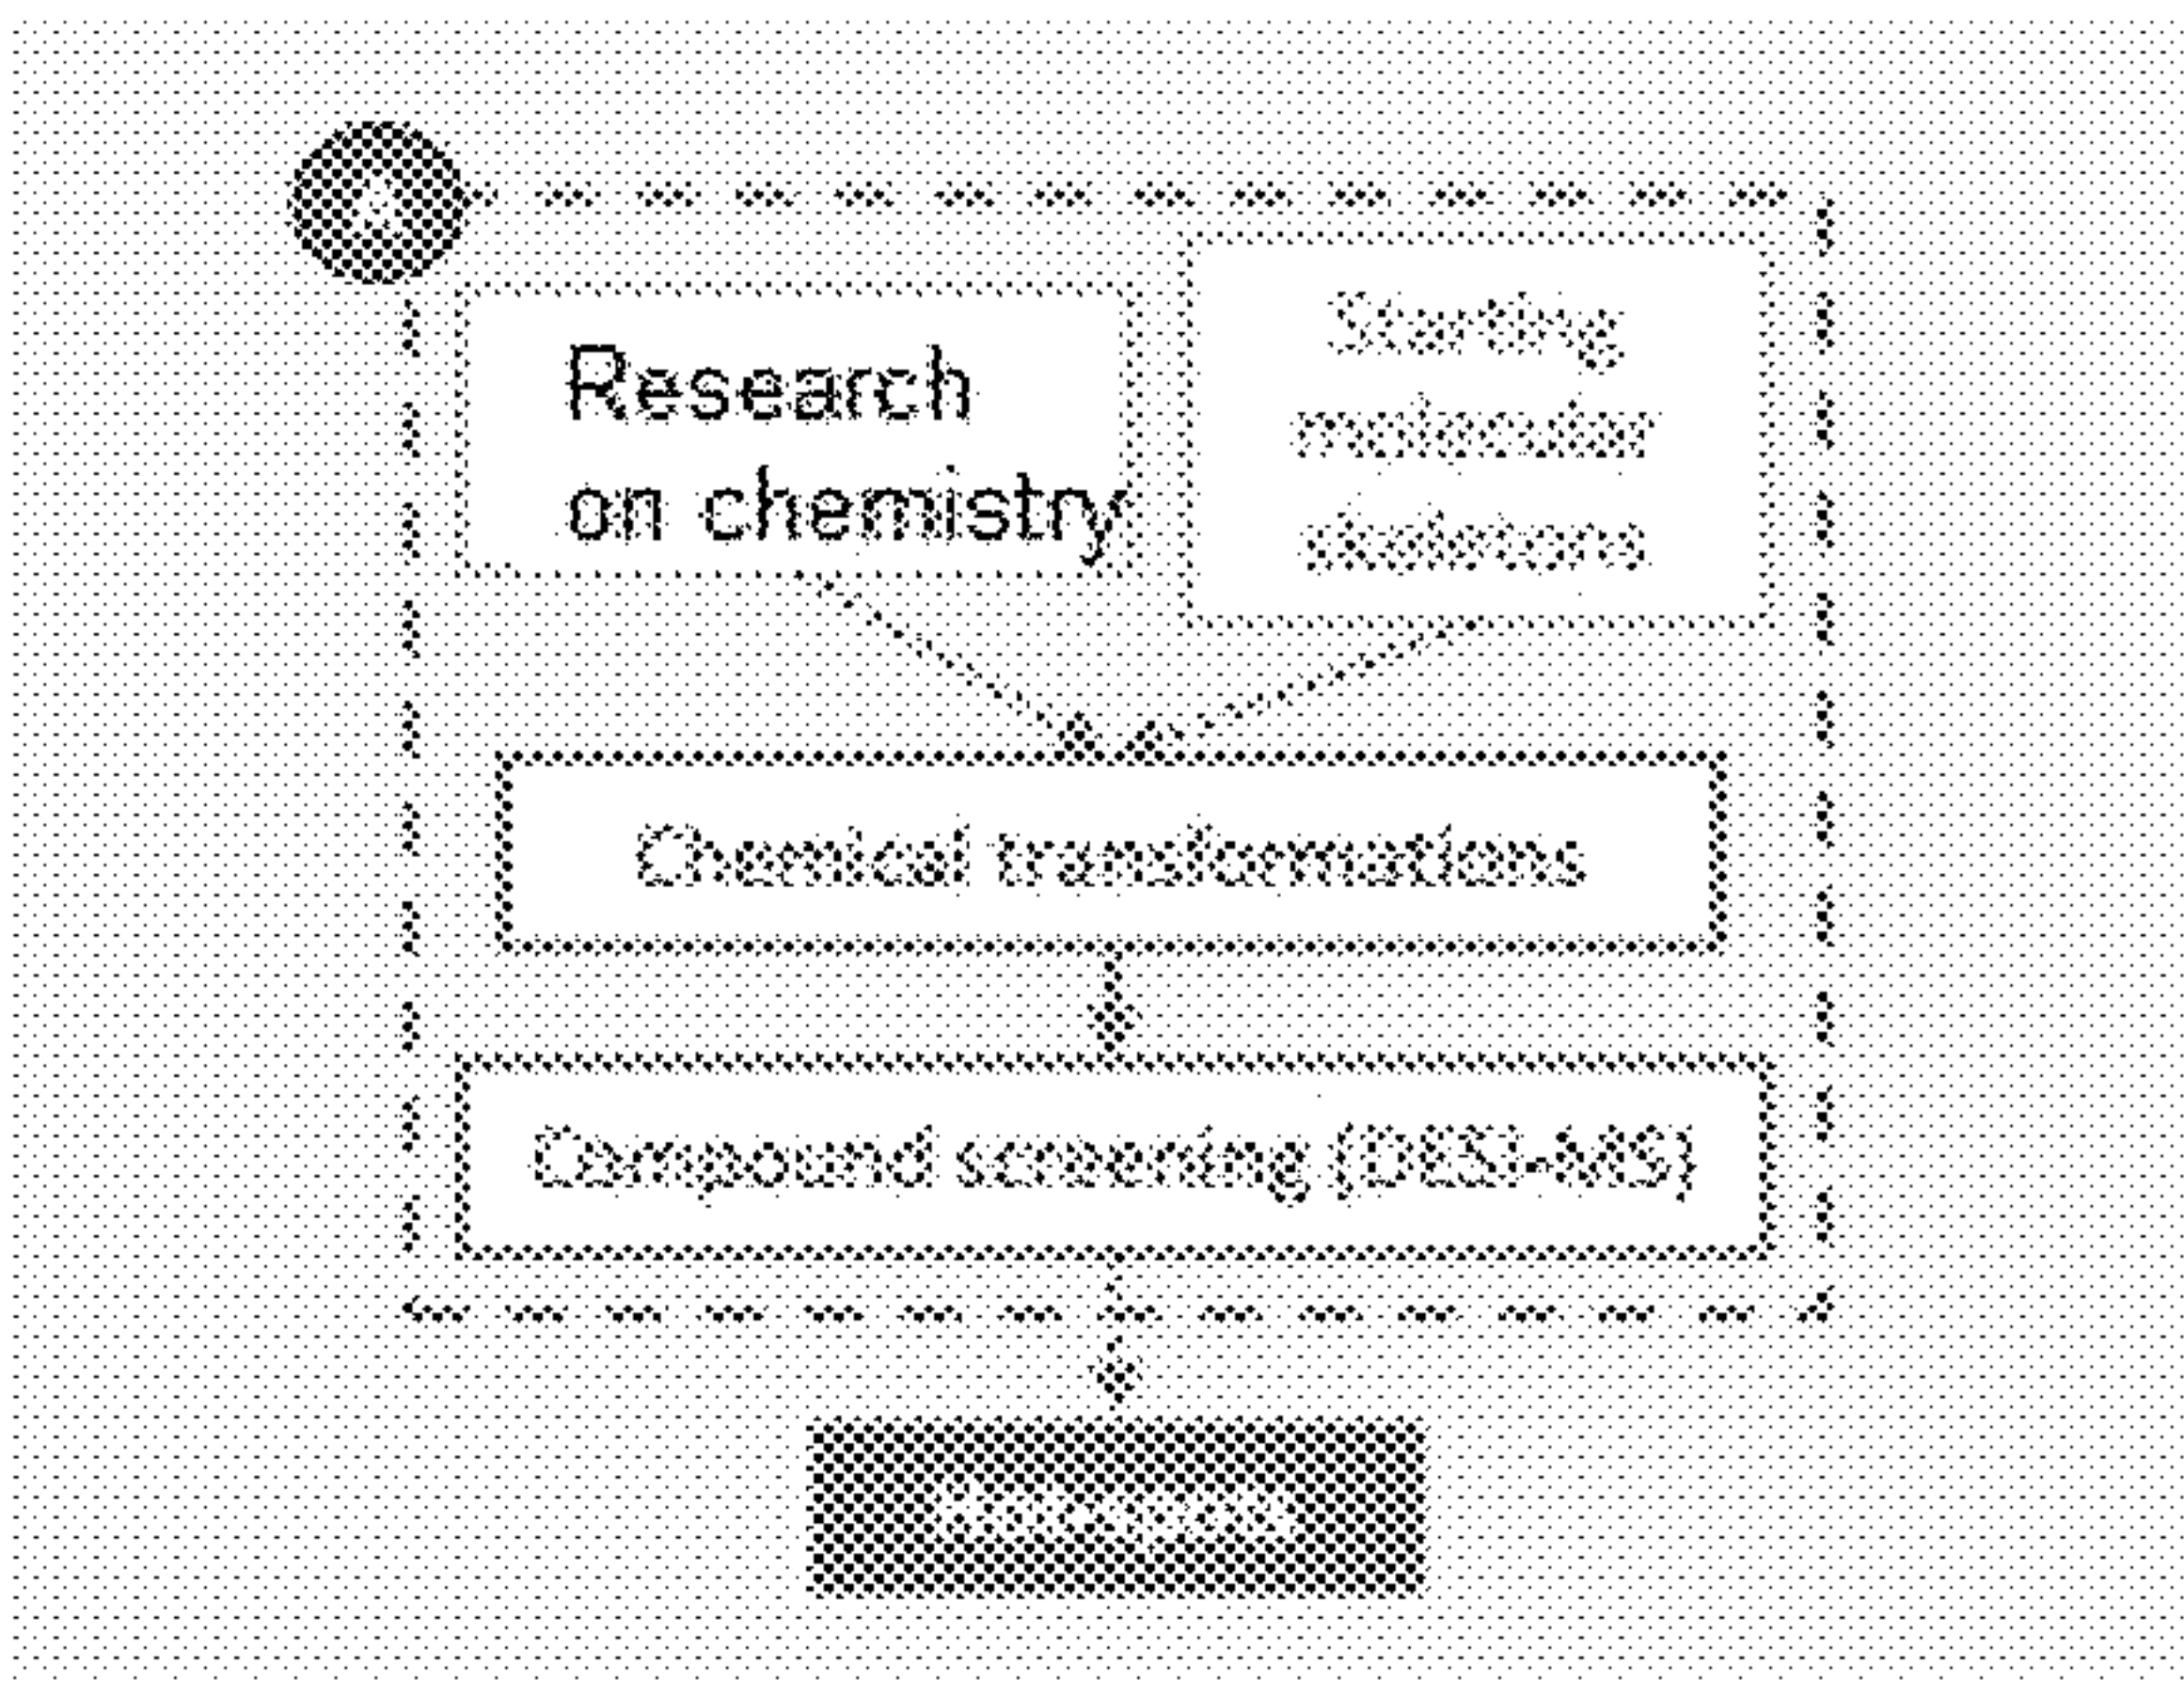 Research
on chemistry
Starting
molecular
skeletons
Chemical transformations
Compound screening (DESI-MS)